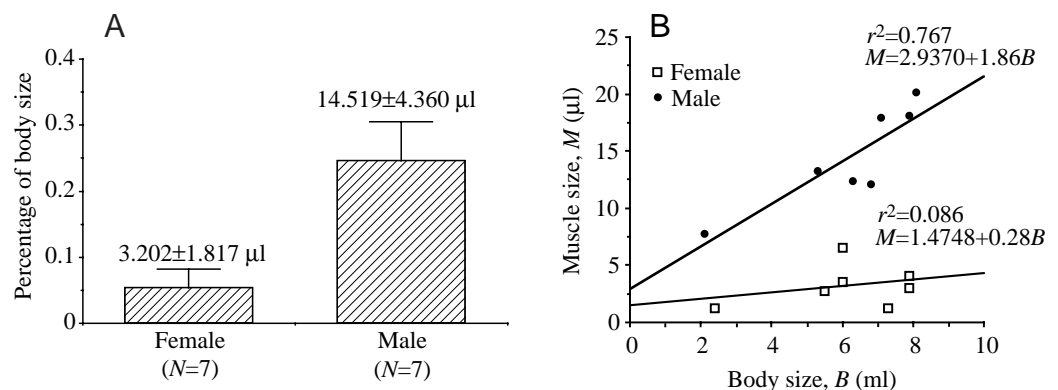 A
Percentage of body size
0.4
0.3
0.2
0.1
0
3.202±1.817 µl
14.519±4.360 µl
Female
(N=7)
Male
(N=7)
B
Muscle size, M (µl)
25
20
15
10
5
0
Female
Male
r²=0.767
M=2.9370+1.86B
r²=0.086
M=1.4748+0.28B
0 2 4 6 8 10
Body size, B (ml)